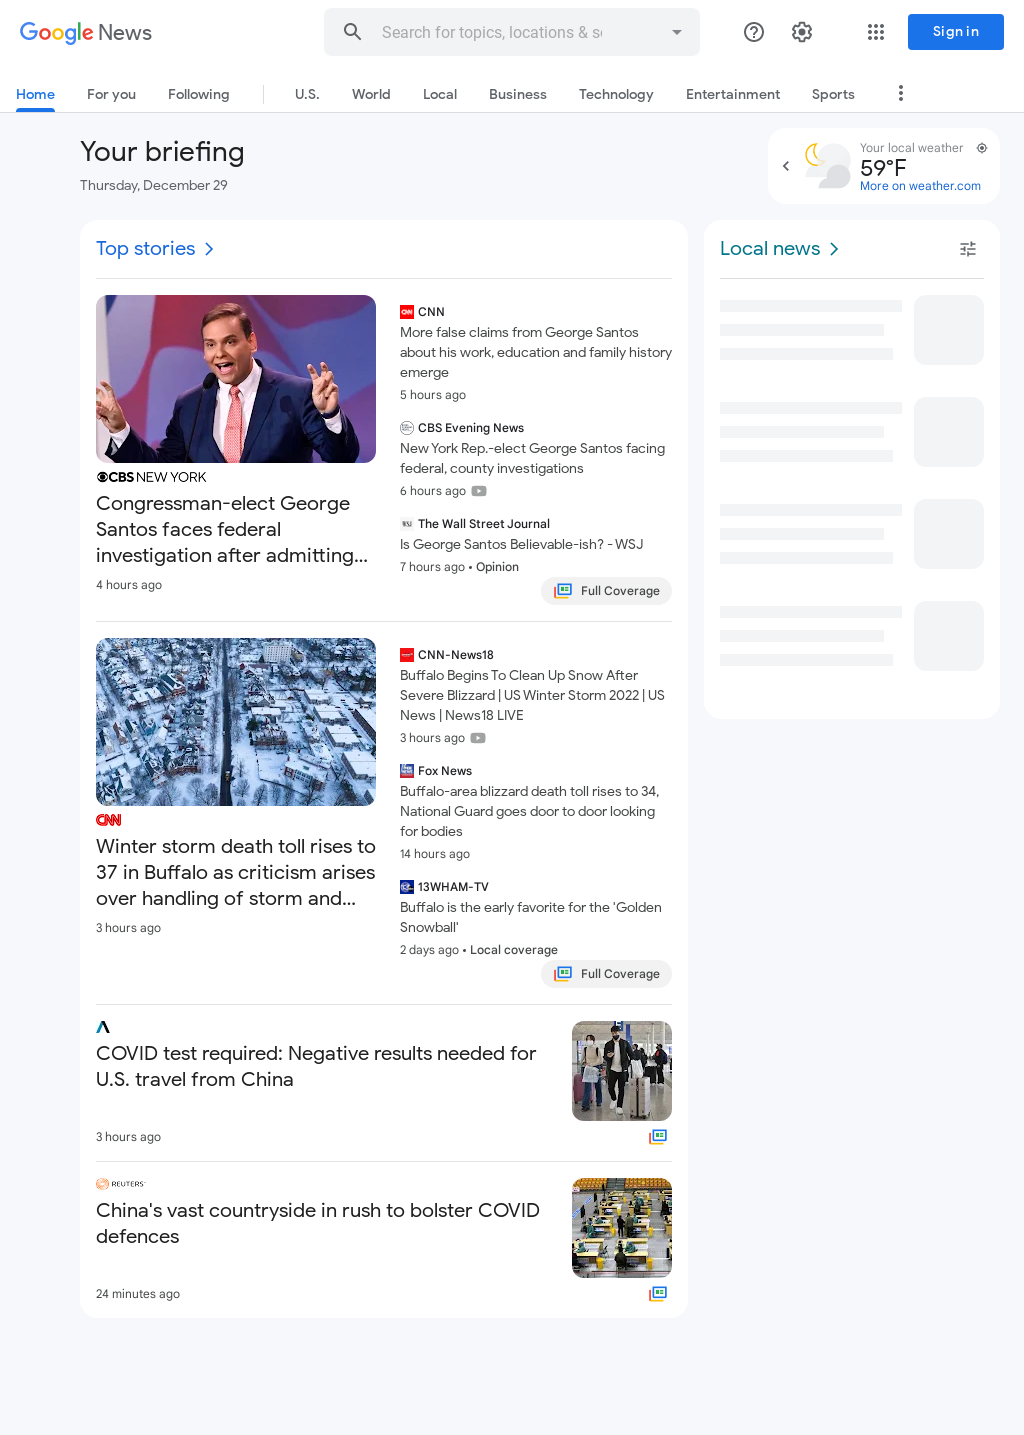 Google News
Search for topics, locations & so
Sign in
Home
For you
Following
U.S.
World
Local
Business
Technology
Entertainment
Sports
Your briefing
Thursday, December 29
Your local weather
59°F
More on weather.com
Top stories
CBS NEW YORK
Congressman-elect George
Santos faces federal
investigation after admitting...
4 hours ago
CNN
More false claims from George Santos
about his work, education and family history
emerge
5 hours ago
CBS Evening News
New York Rep.-elect George Santos facing
federal, county investigations
6 hours ago
WSJ
The Wall Street Journal
Is George Santos Believable-ish? - WSJ
7 hours ago • Opinion
Full Coverage
CNN
Winter storm death toll rises to
37 in Buffalo as criticism arises
over handling of storm and...
3 hours ago
CNN-News18
Buffalo Begins To Clean Up Snow After
Severe Blizzard | US Winter Storm 2022 | US
News | News18 LIVE
3 hours ago
Fox News
Buffalo-area blizzard death toll rises to 34,
National Guard goes door to door looking
for bodies
14 hours ago
13WHAM-TV
Buffalo is the early favorite for the 'Golden
Snowball'
2 days ago • Local coverage
Full Coverage
COVID test required: Negative results needed for
U.S. travel from China
3 hours ago
REUTERS
China's vast countryside in rush to bolster COVID
defences
24 minutes ago
Local news